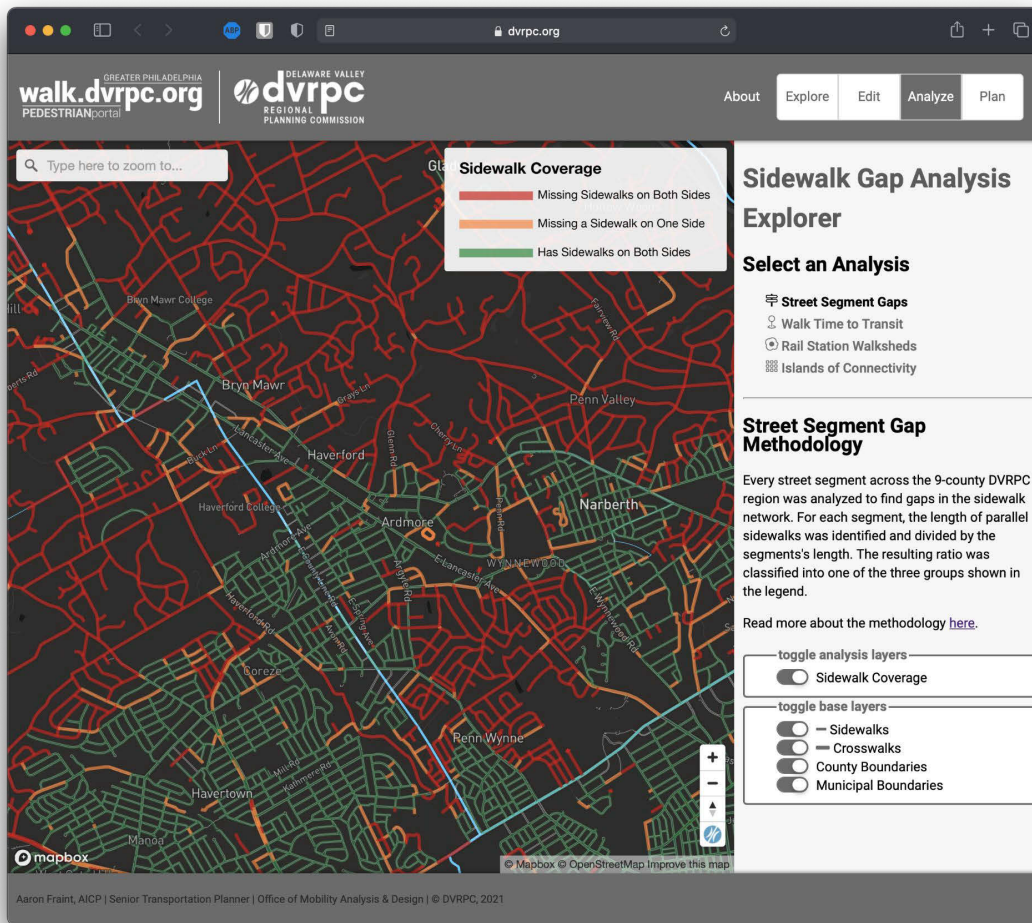 ABP
dvrpc.org
GREATER PHILADELPHIA
walk.dvrpc.org
PEDESTRIANportal
DELAWARE VALLEY
dvrpc
REGIONAL
PLANNING COMMISSION
About
Explore
Edit
Analyze
Plan
Type here to zoom to...
Sidewalk Coverage
Missing Sidewalks on Both Sides
Missing a Sidewalk on One Side
Has Sidewalks on Both Sides
Bryn Mawr College
Fairview Rd
Bryn Mawr
Grays Ln
Penn Valley
Lancaster Ave
Cherry Ln
Glenn Rd
Buck Ln
Haverford
Haverford College
Narberth
Penn Rd
Ardmore
Ardmore Ave
E Lancaster Ave
WYNNEWOOD
E Wynnewood Rd
Argyle Rd
E Spring Ave
Haverford Rd
Avon Rd
Coreze
Penn Wynne
Mill Rd
Kathmere Rd
Havertown
Manoa
mapbox
© Mapbox © OpenStreetMap Improve this map
Sidewalk Gap Analysis
Explorer
Select an Analysis
Street Segment Gaps
Walk Time to Transit
Rail Station Walksheds
Islands of Connectivity
Street Segment Gap
Methodology
Every street segment across the 9-county DVRPC
region was analyzed to find gaps in the sidewalk
network. For each segment, the length of parallel
sidewalks was identified and divided by the
segments's length. The resulting ratio was
classified into one of the three groups shown in
the legend.
Read more about the methodology here.
toggle analysis layers
Sidewalk Coverage
toggle base layers
Sidewalks
Crosswalks
County Boundaries
Municipal Boundaries
Aaron Fraint, AICP | Senior Transportation Planner | Office of Mobility Analysis & Design | © DVRPC, 2021